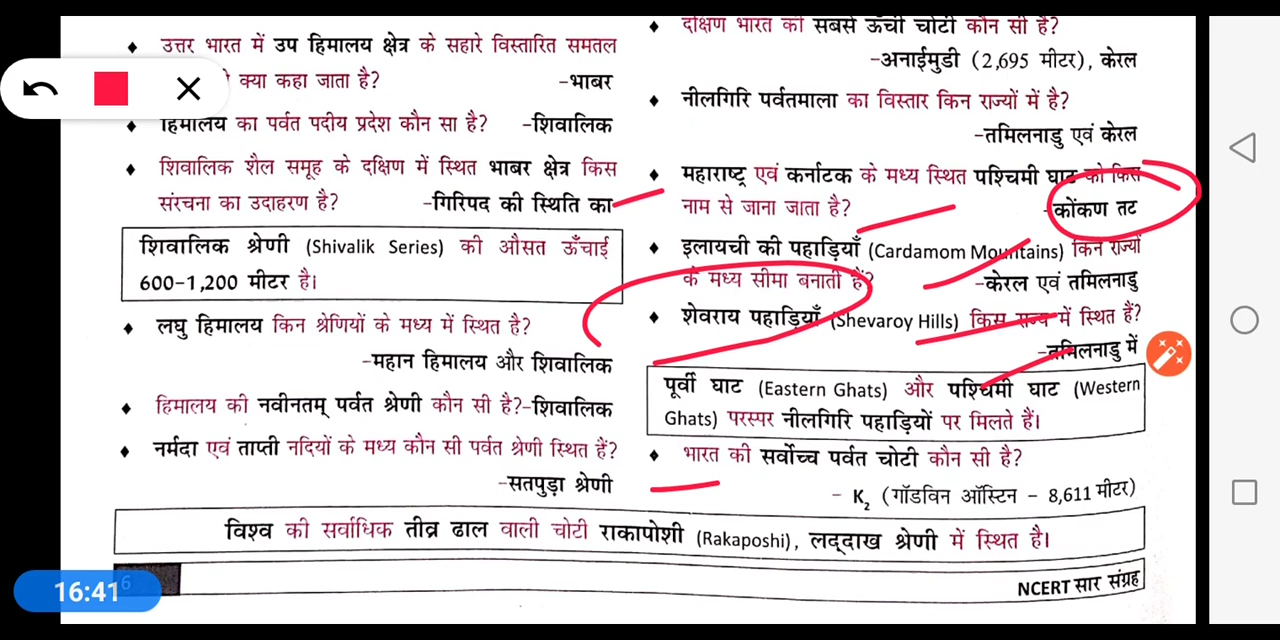 उत्तर भारत में उप हिमालय क्षेत्र के सहारे विस्तारित समतल
क्या कहा जाता है? -भाबर
हिमालय का पर्वत पदीय प्रदेश कौन सा है? -शिवालिक
शिवालिक शैल समूह के दक्षिण में स्थित भाबर क्षेत्र किस
संरचना का उदाहरण है? -गिरिपद की स्थिति का
शिवालिक श्रेणी (Shivalik Series) की औसत ऊँचाई
600-1,200 मीटर है।
लघु हिमालय किन श्रेणियों के मध्य में स्थित है?
-महान हिमालय और शिवालिक
हिमालय की नवीनतम् पर्वत श्रेणी कौन सी है?-शिवालिक
नर्मदा एवं ताप्ती नदियों के मध्य कौन सी पर्वत श्रेणी स्थित हैं?
-सतपुड़ा श्रेणी
दक्षिण भारत की सबसे ऊँची चोटी कौन सी है?
-अनाईमुडी (2,695 मीटर), केरल
नीलगिरि पर्वतमाला का विस्तार किन राज्यों में है?
-तमिलनाडु एवं केरल
महाराष्ट्र एवं कर्नाटक के मध्य स्थित पश्चिमी घाट को किस
नाम से जाना जाता है? -कोंकण तट
इलायची की पहाड़ियाँ (Cardamom Mountains) किन राज्यों
के मध्य सीमा बनाती हैं? -केरल एवं तमिलनाडु
शेवराय पहाड़ियाँ (Shevaroy Hills) किस राज्य में स्थित हैं?
-तमिलनाडु में
पूर्वी घाट (Eastern Ghats) और पश्चिमी घाट (Western
Ghats) परस्पर नीलगिरि पहाड़ियों पर मिलते हैं।
भारत की सर्वोच्च पर्वत चोटी कौन सी है?
- K₂ (गॉडविन ऑस्टिन - 8,611 मीटर)
विश्व की सर्वाधिक तीव्र ढाल वाली चोटी राकापोशी (Rakaposhi), लद्दाख श्रेणी में स्थित है।
16:41
NCERT सार संग्रह